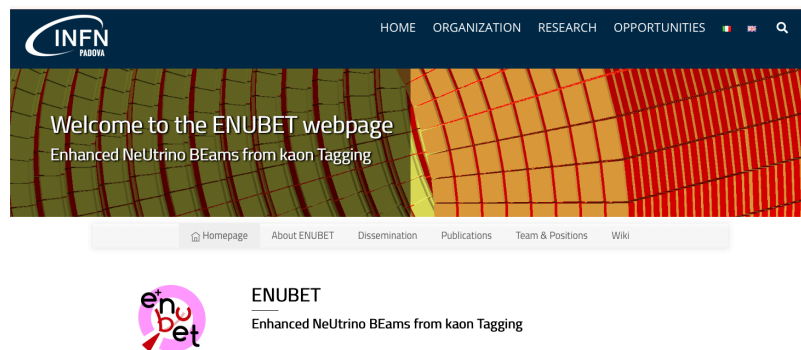 INFN
PADOVA
HOME ORGANIZATION RESEARCH OPPORTUNITIES
Welcome to the ENUBET webpage
Enhanced NeUtrino BEams from kaon Tagging
Homepage About ENUBET Dissemination Publications Team & Positions Wiki
e+nu
bet
ENUBET
Enhanced NeUtrino BEams from kaon Tagging